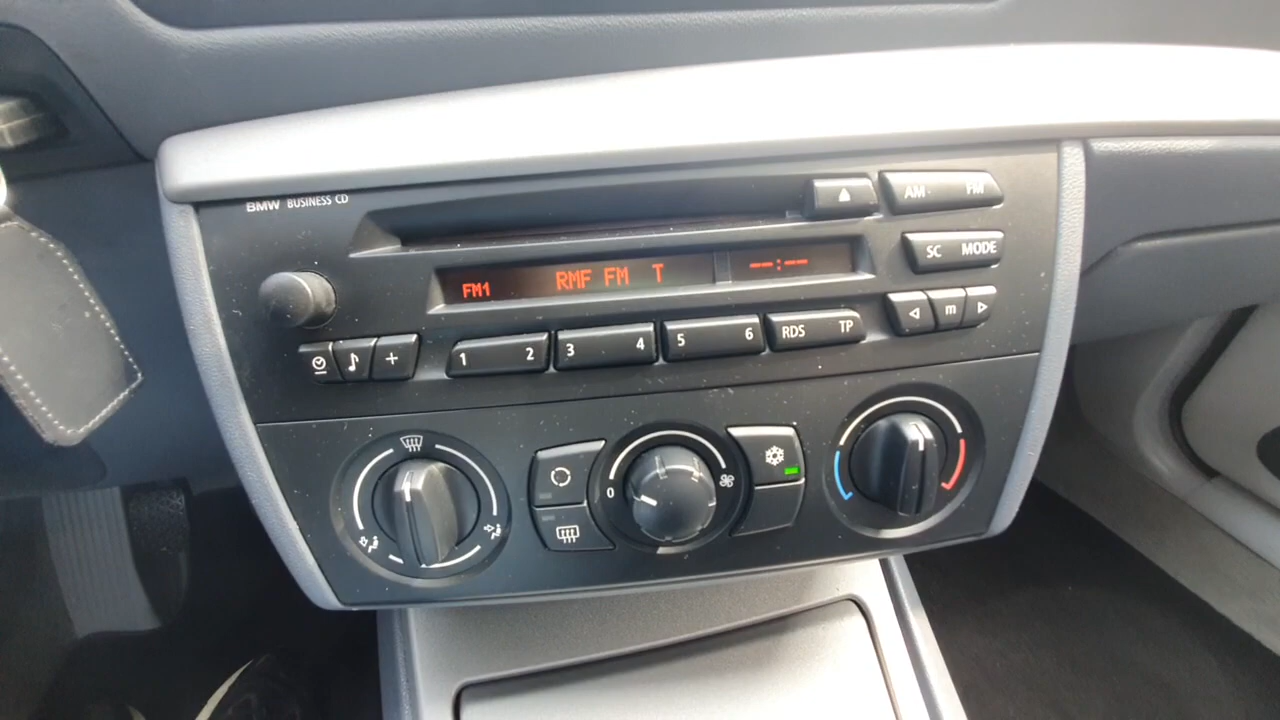 BMW BUSINESS CD
AM FM
SC MODE
FM1 RMF FM T --:--
m
1 2 3 4 5 6 RDS TP
0